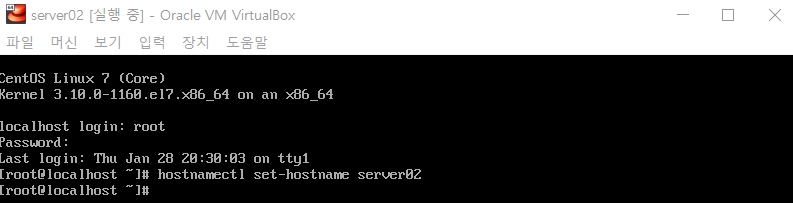 server02 [실행 중] - Oracle VM VirtualBox
파일 머신 보기 입력 장치 도움말
CentOS Linux 7 (Core)
Kernel 3.10.0-1160.el7.x86_64 on an x86_64
localhost login: root
Password:
Last login: Thu Jan 28 20:30:03 on tty1
[root@localhost ~]# hostnamectl set-hostname server02
[root@localhost ~]#